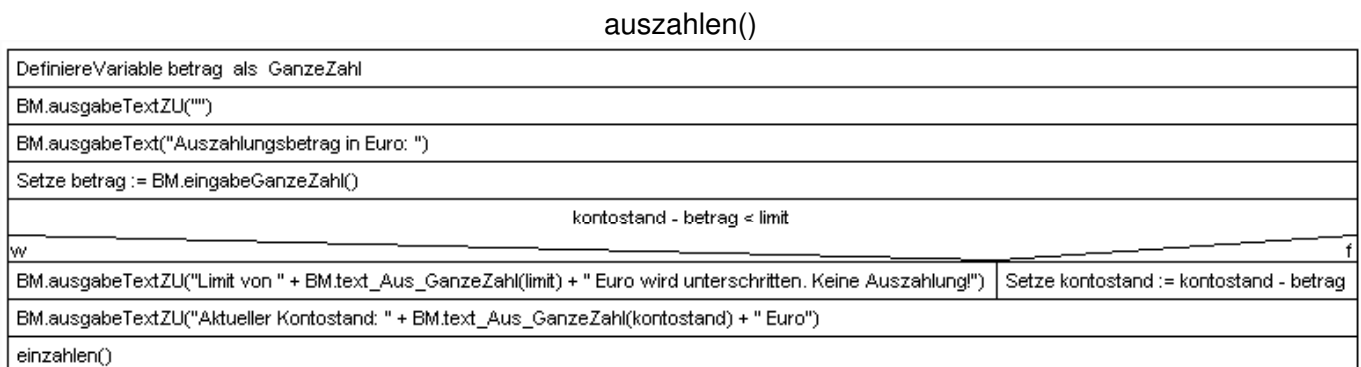 auszahlen()
DefiniereVariable betrag als GanzeZahl
BM.ausgabeTextZU("")
BM.ausgabeText("Auszahlungsbetrag in Euro: ")
Setze betrag := BM.eingabeGanzeZahl()
kontostand - betrag < limit
w f
BM.ausgabeTextZU("Limit von " + BM.text_Aus_GanzeZahl(limit) + " Euro wird unterschritten. Keine Auszahlung!") Setze kontostand := kontostand - betrag
BM.ausgabeTextZU("Aktueller Kontostand: " + BM.text_Aus_GanzeZahl(kontostand) + " Euro")
einzahlen()